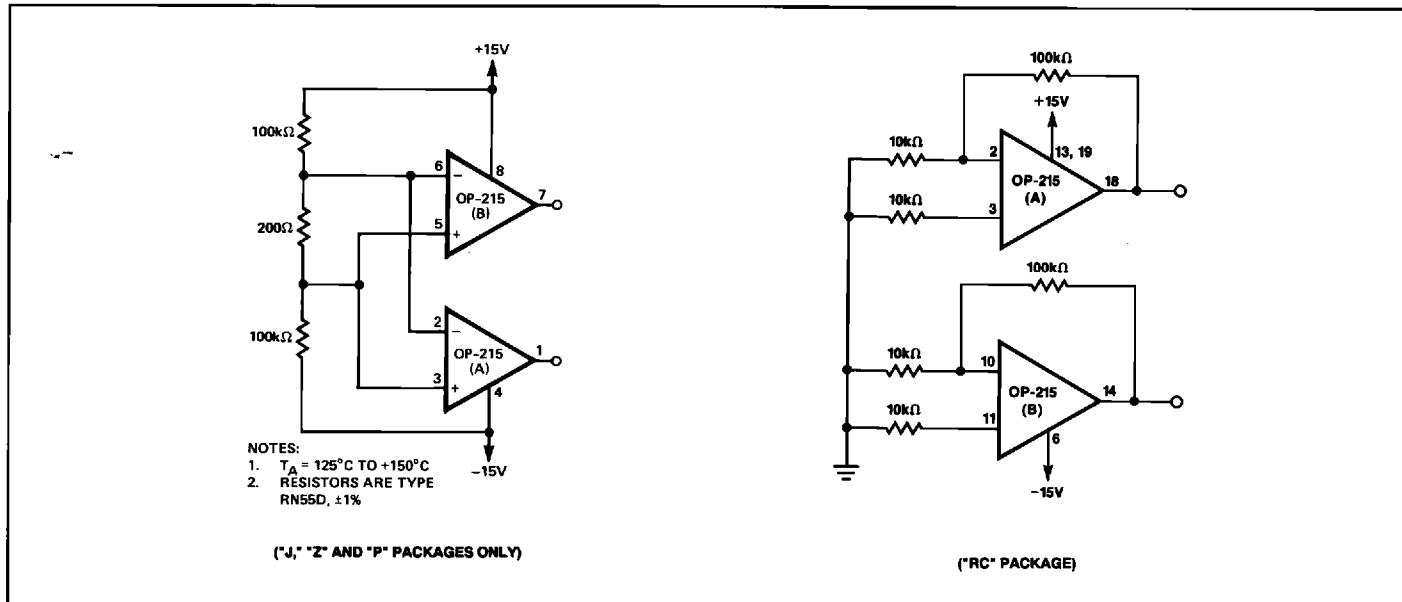 +15V
100kΩ
6
−
8
OP-215
(B)
7
5
+
200Ω
100kΩ
2
−
OP-215
(A)
1
3
+
4
−15V
NOTES:
1. TA = 125°C TO +150°C
2. RESISTORS ARE TYPE
RN55D, ±1%
("J," "Z" AND "P" PACKAGES ONLY)
100kΩ
+15V
10kΩ
2
13, 19
OP-215
(A)
18
10kΩ
3
100kΩ
10kΩ
10
OP-215
(B)
14
10kΩ
11
6
−15V
("RC" PACKAGE)